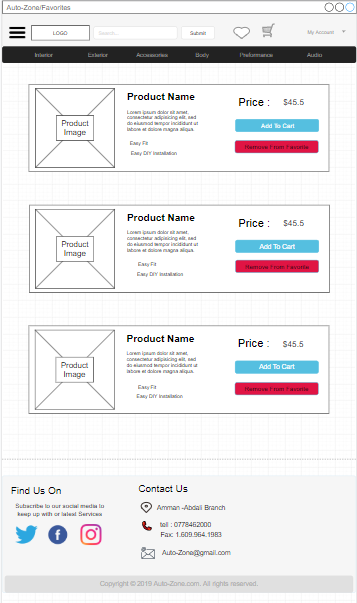 Auto-Zone/Favorites
LOGO
Search...
Submit
My Account
Interior Exterior Accessories Body Preformance Audio
Product Name
Lorem ipsum dolor sit amet,
consectetur adipiscing elit, sed
do eiusmod tempor incididunt ut
labore et dolore magna aliqua.
Easy Fit
Easy DIY Installation
Product
Image
Price : $45.5
Add To Cart
Remove From Favorite
Product Name
Lorem ipsum dolor sit amet,
consectetur adipiscing elit, sed
do eiusmod tempor incididunt ut
labore et dolore magna aliqua.
Easy Fit
Easy DIY Installation
Product
Image
Price : $45.5
Add To Cart
Remove From Favorite
Product Name
Lorem ipsum dolor sit amet,
consectetur adipiscing elit, sed
do eiusmod tempor incididunt ut
labore et dolore magna aliqua.
Easy Fit
Easy DIY Installation
Product
Image
Price : $45.5
Add To Cart
Remove From Favorite
Find Us On
Subscribe to our social media to
keep up with or latest Services
Contact Us
Amman -Abdali Branch
tell : 0778462000
Fax: 1.609.964.1983
Auto-Zone@gmail.com
Copyright © 2019 Auto-Zone.com. All rights reserved.